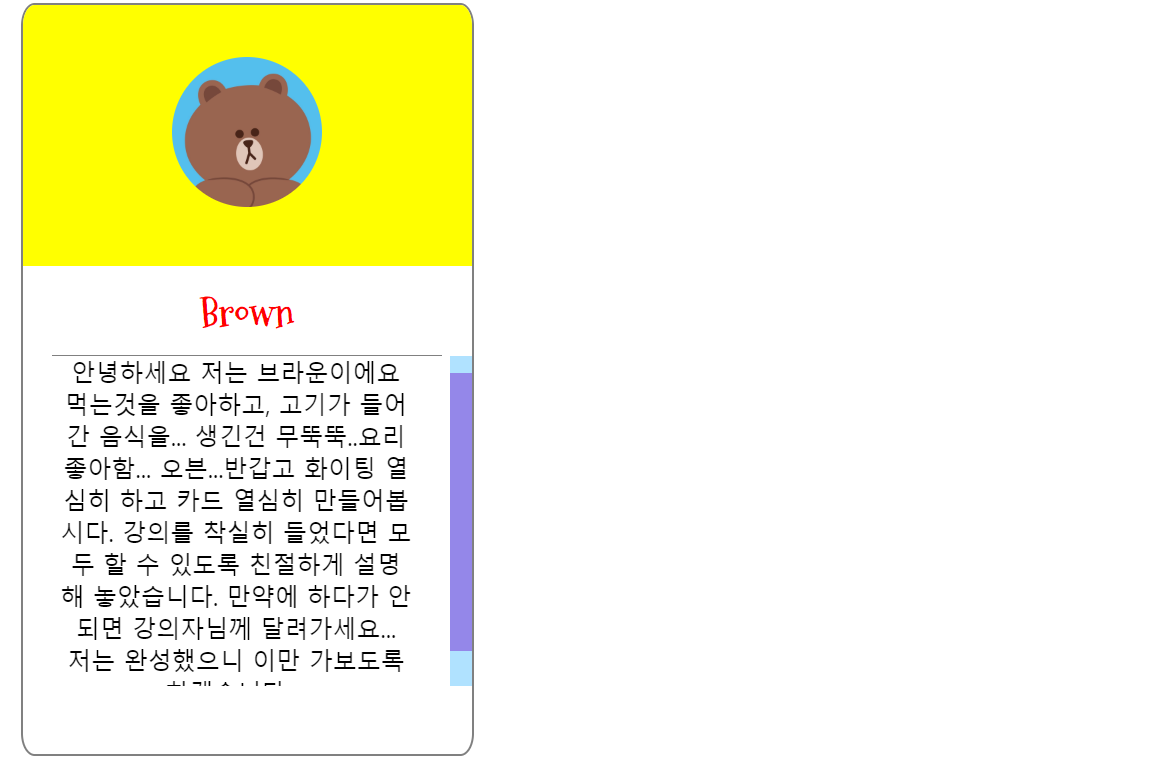 Brown
안녕하세요 저는 브라운이에요
먹는것을 좋아하고, 고기가 들어
간 음식을... 생긴건 무뚝뚝..요리
좋아함... 오븐...반갑고 화이팅 열
심히 하고 카드 열심히 만들어봅
시다. 강의를 착실히 들었다면 모
두 할 수 있도록 친절하게 설명
해 놓았습니다. 만약에 하다가 안
되면 강의자님께 달려가세요...
저는 완성했으니 이만 가보도록